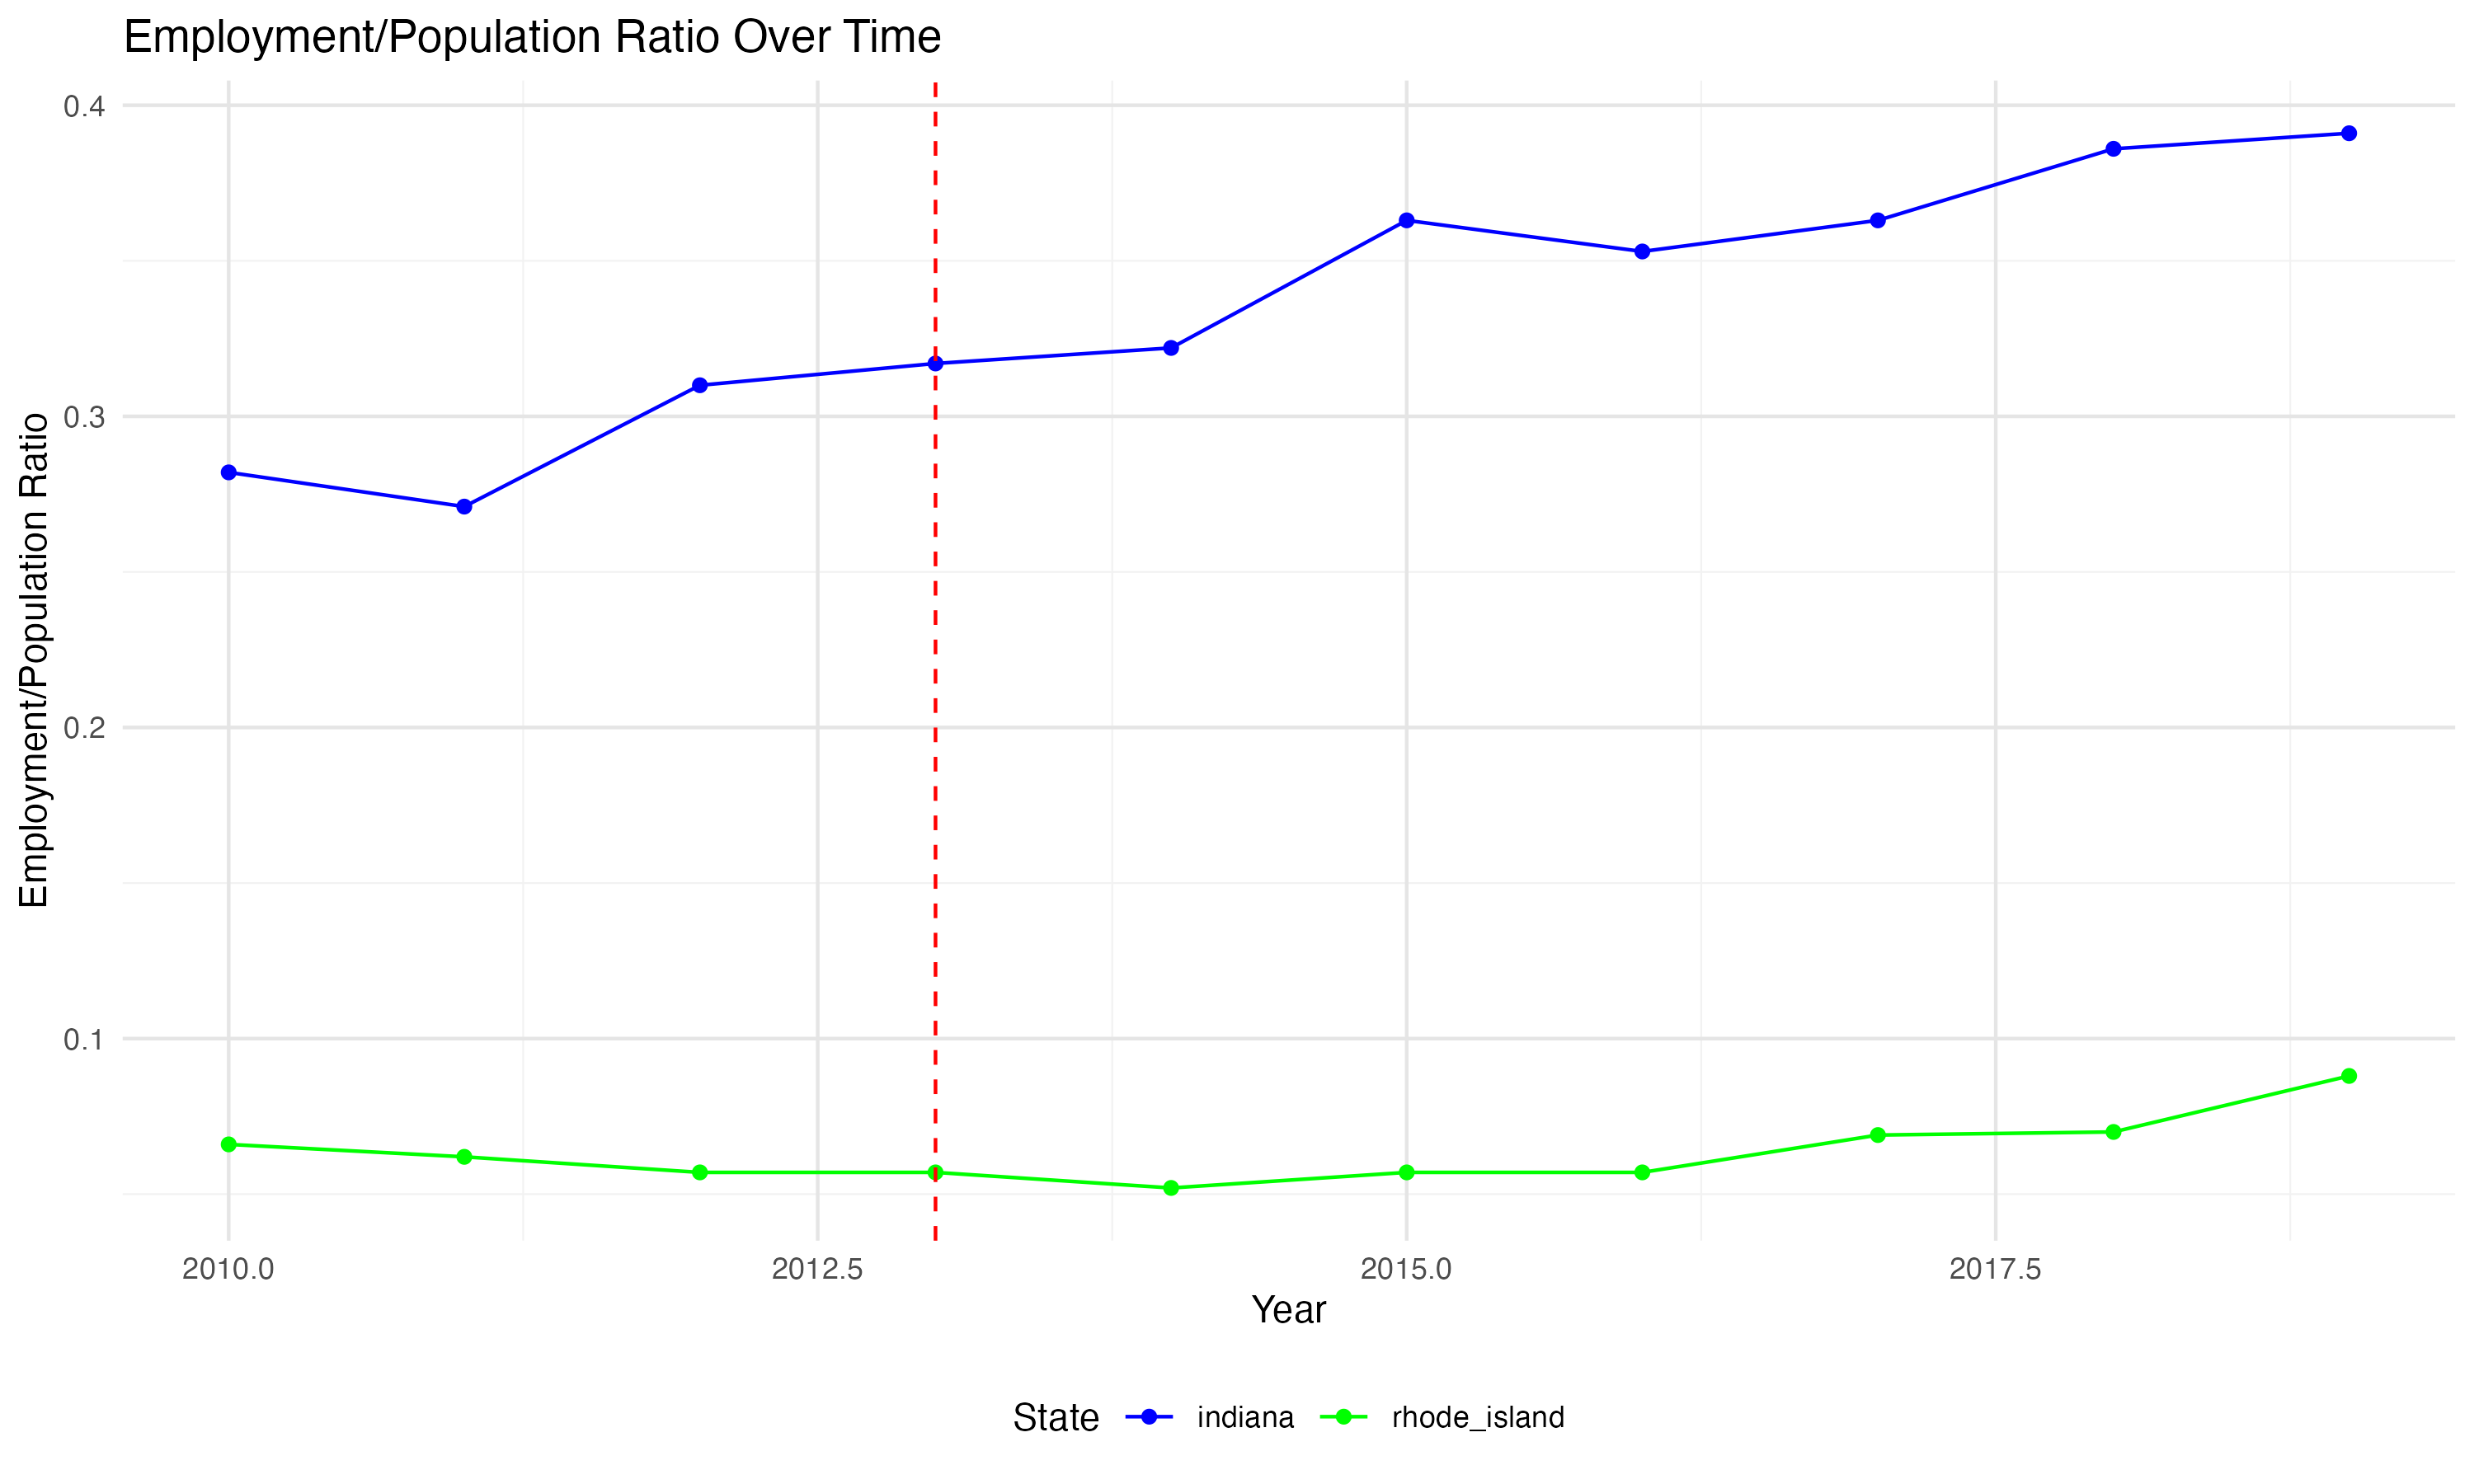 Employment/Population Ratio Over Time
Employment/Population Ratio
0.4
0.3
0.2
0.1
2010.0 2012.5 2015.0 2017.5
Year
State indiana rhode_island